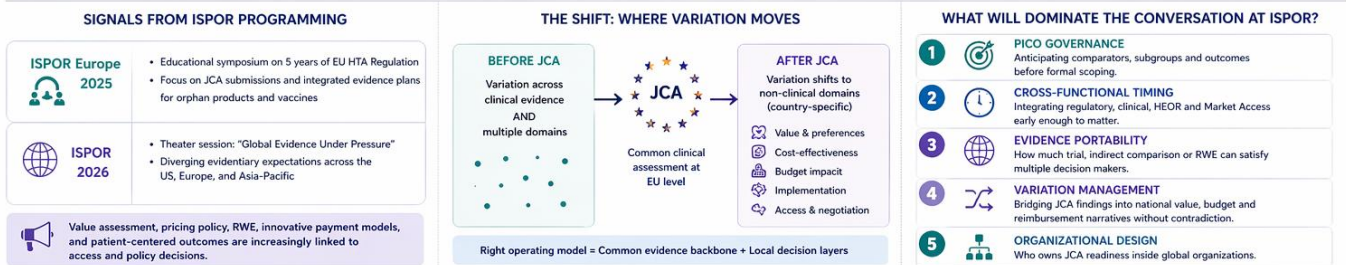 SIGNALS FROM ISPOR PROGRAMMING
ISPOR Europe
2025
• Educational symposium on 5 years of EU HTA Regulation
• Focus on JCA submissions and integrated evidence plans
for orphan products and vaccines
ISPOR
2026
• Theater session: “Global Evidence Under Pressure”
• Diverging evidentiary expectations across the
US, Europe, and Asia-Pacific
Value assessment, pricing policy, RWE, innovative payment models,
and patient-centered outcomes are increasingly linked to
access and policy decisions.
THE SHIFT: WHERE VARIATION MOVES
BEFORE JCA
Variation across
clinical evidence
AND
multiple domains
JCA
Common clinical
assessment at
EU level
AFTER JCA
Variation shifts to
non-clinical domains
(country-specific)
Value & preferences
Cost-effectiveness
Budget impacit
Implementation
Access & negotiation
Right operating model = Common evidence backbone + Local decision layers
WHAT WILL DOMINATE THE CONVERSATION AT ISPOR?
1
PICO GOVERNANCE
Anticipating comparators, subgroups and outcomes
before formal scoping.
2
CROSS-FUNCTIONAL TIMING
Integrating regulatory, clinical, HEOR and Market Access
early enough to matter.
3
EVIDENCE PORTABILITY
How much trial, indirect comparison or RWE can satisfy
multiple decision makers.
4
VARIATION MANAGEMENT
Bridging JCA findings into national value, budget and
reimbursement narratives without contradiction.
5
ORGANIZATIONAL DESIGN
Who owns JCA readiness inside global organizations.